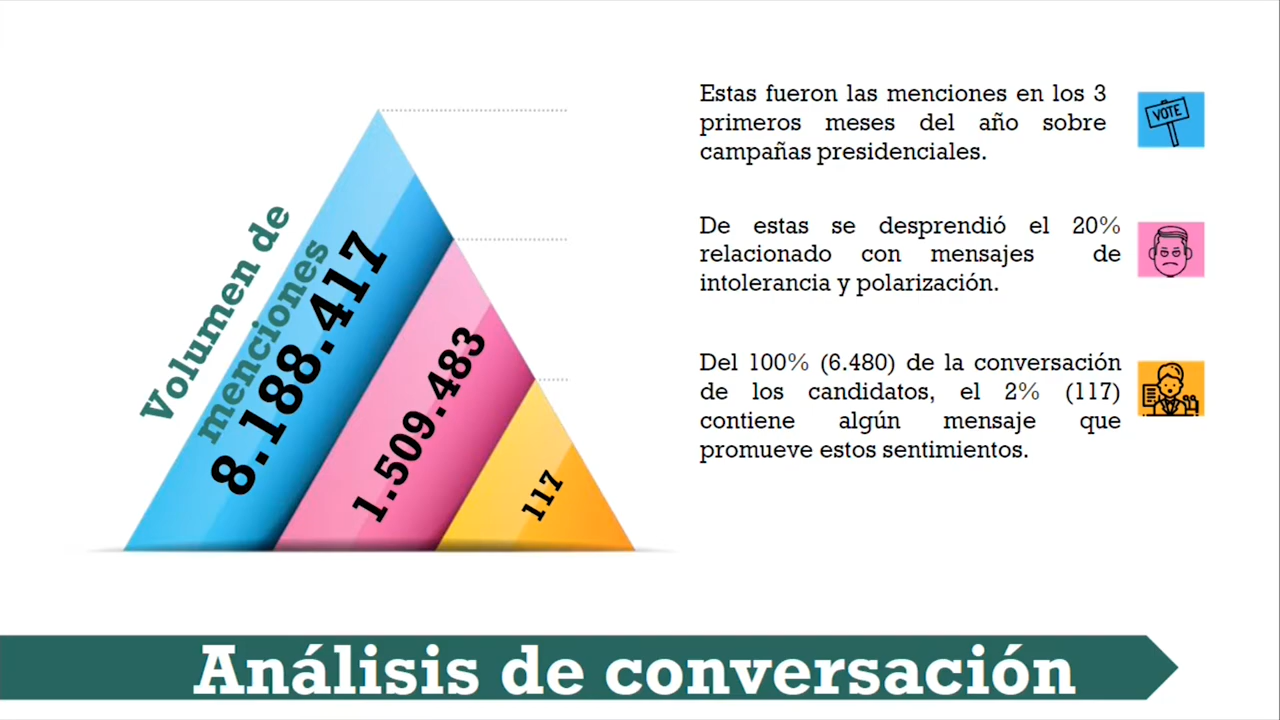 Volumen de
menciones
8.188.417
1.509.483
117
Estas fueron las menciones en los 3
primeros meses del año sobre
campañas presidenciales.
VOTE
De estas se desprendió el 20%
relacionado con mensajes de
intolerancia y polarización.
Del 100% (6.480) de la conversación
de los candidatos, el 2% (117)
contiene algún mensaje que
promueve estos sentimientos.
Análisis de conversación